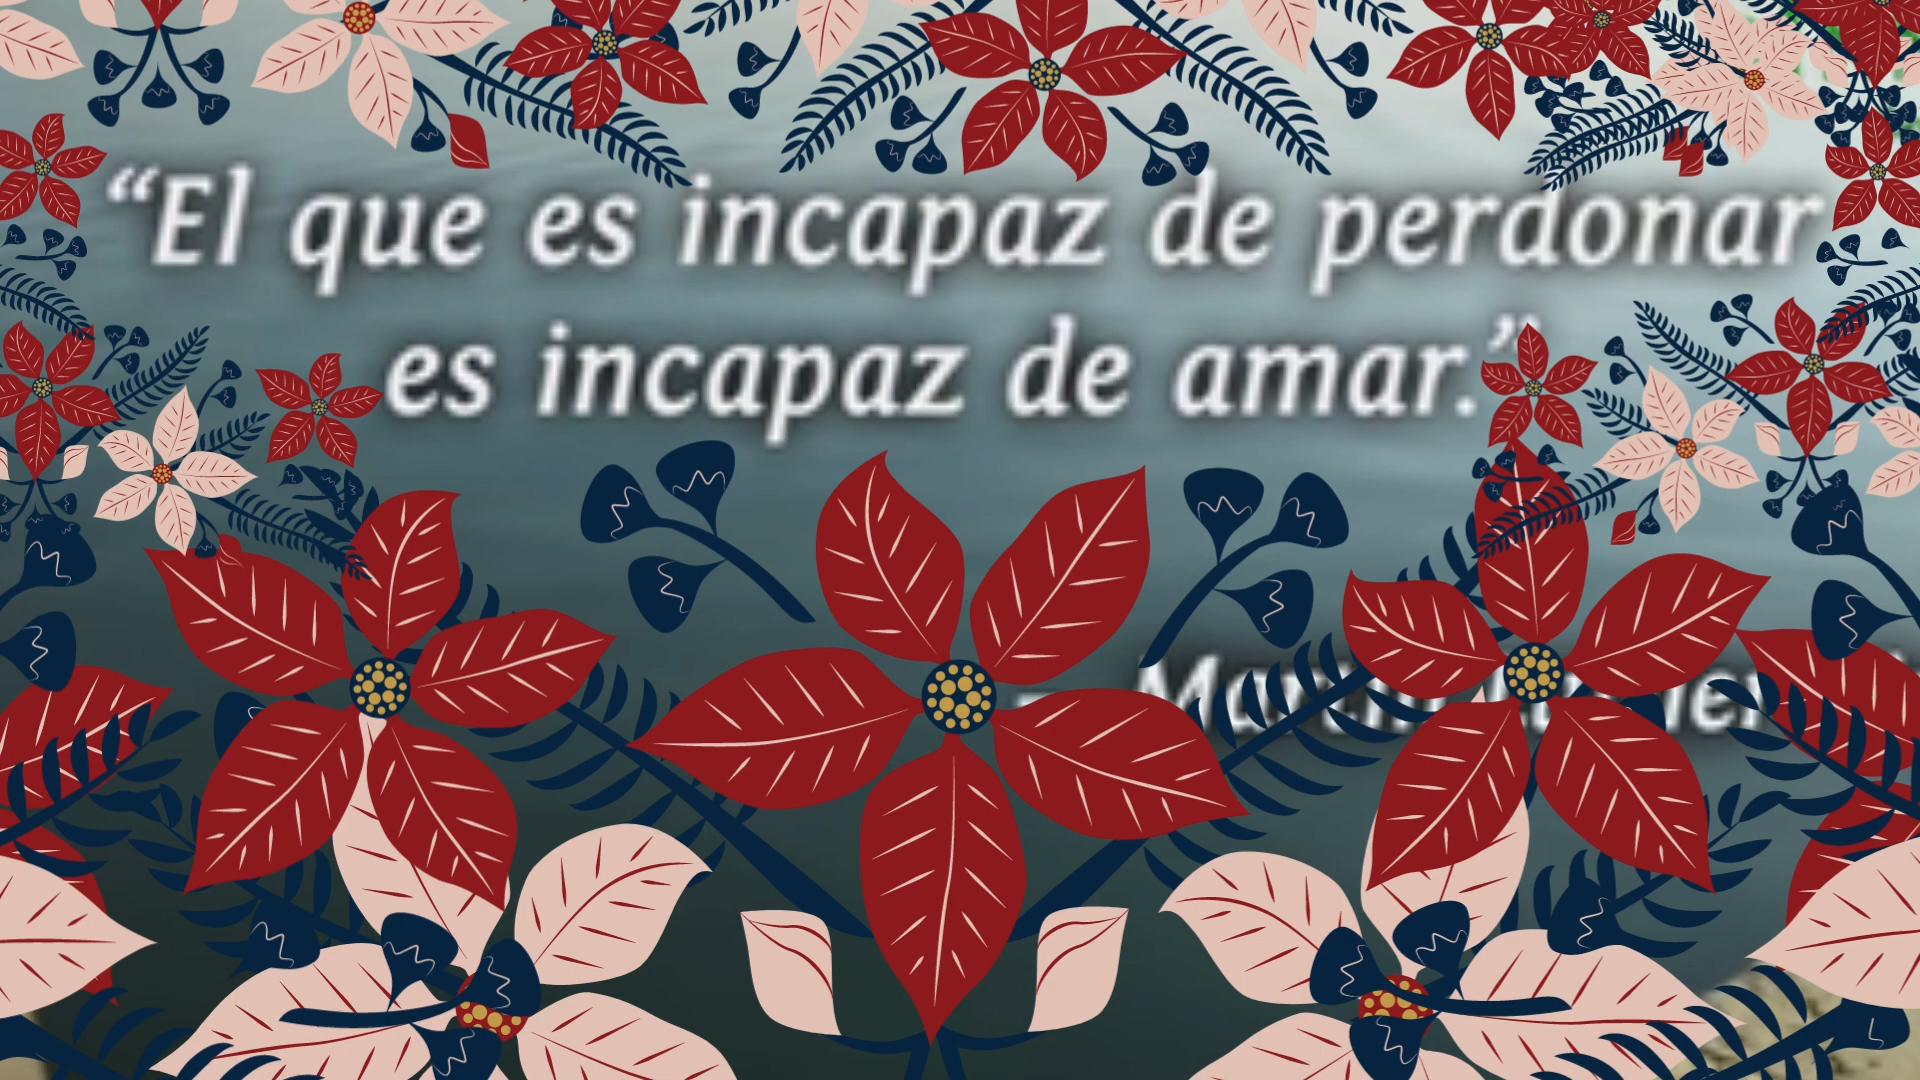 “El que es incapaz de perdonar
es incapaz de amar.”